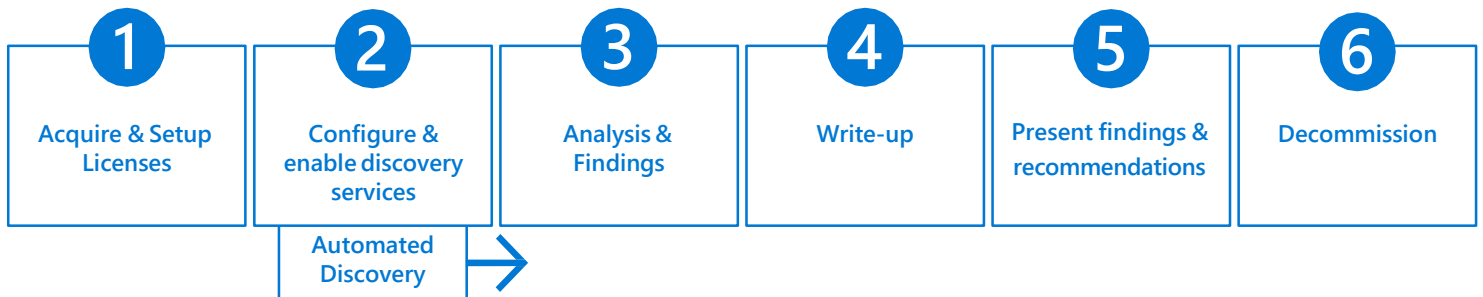 1
Acquire & Setup
Licenses
2
Configure &
enable discovery
services
Automated
Discovery
3
Analysis &
Findings
4
Write-up
5
Present findings &
recommendations
6
Decommission